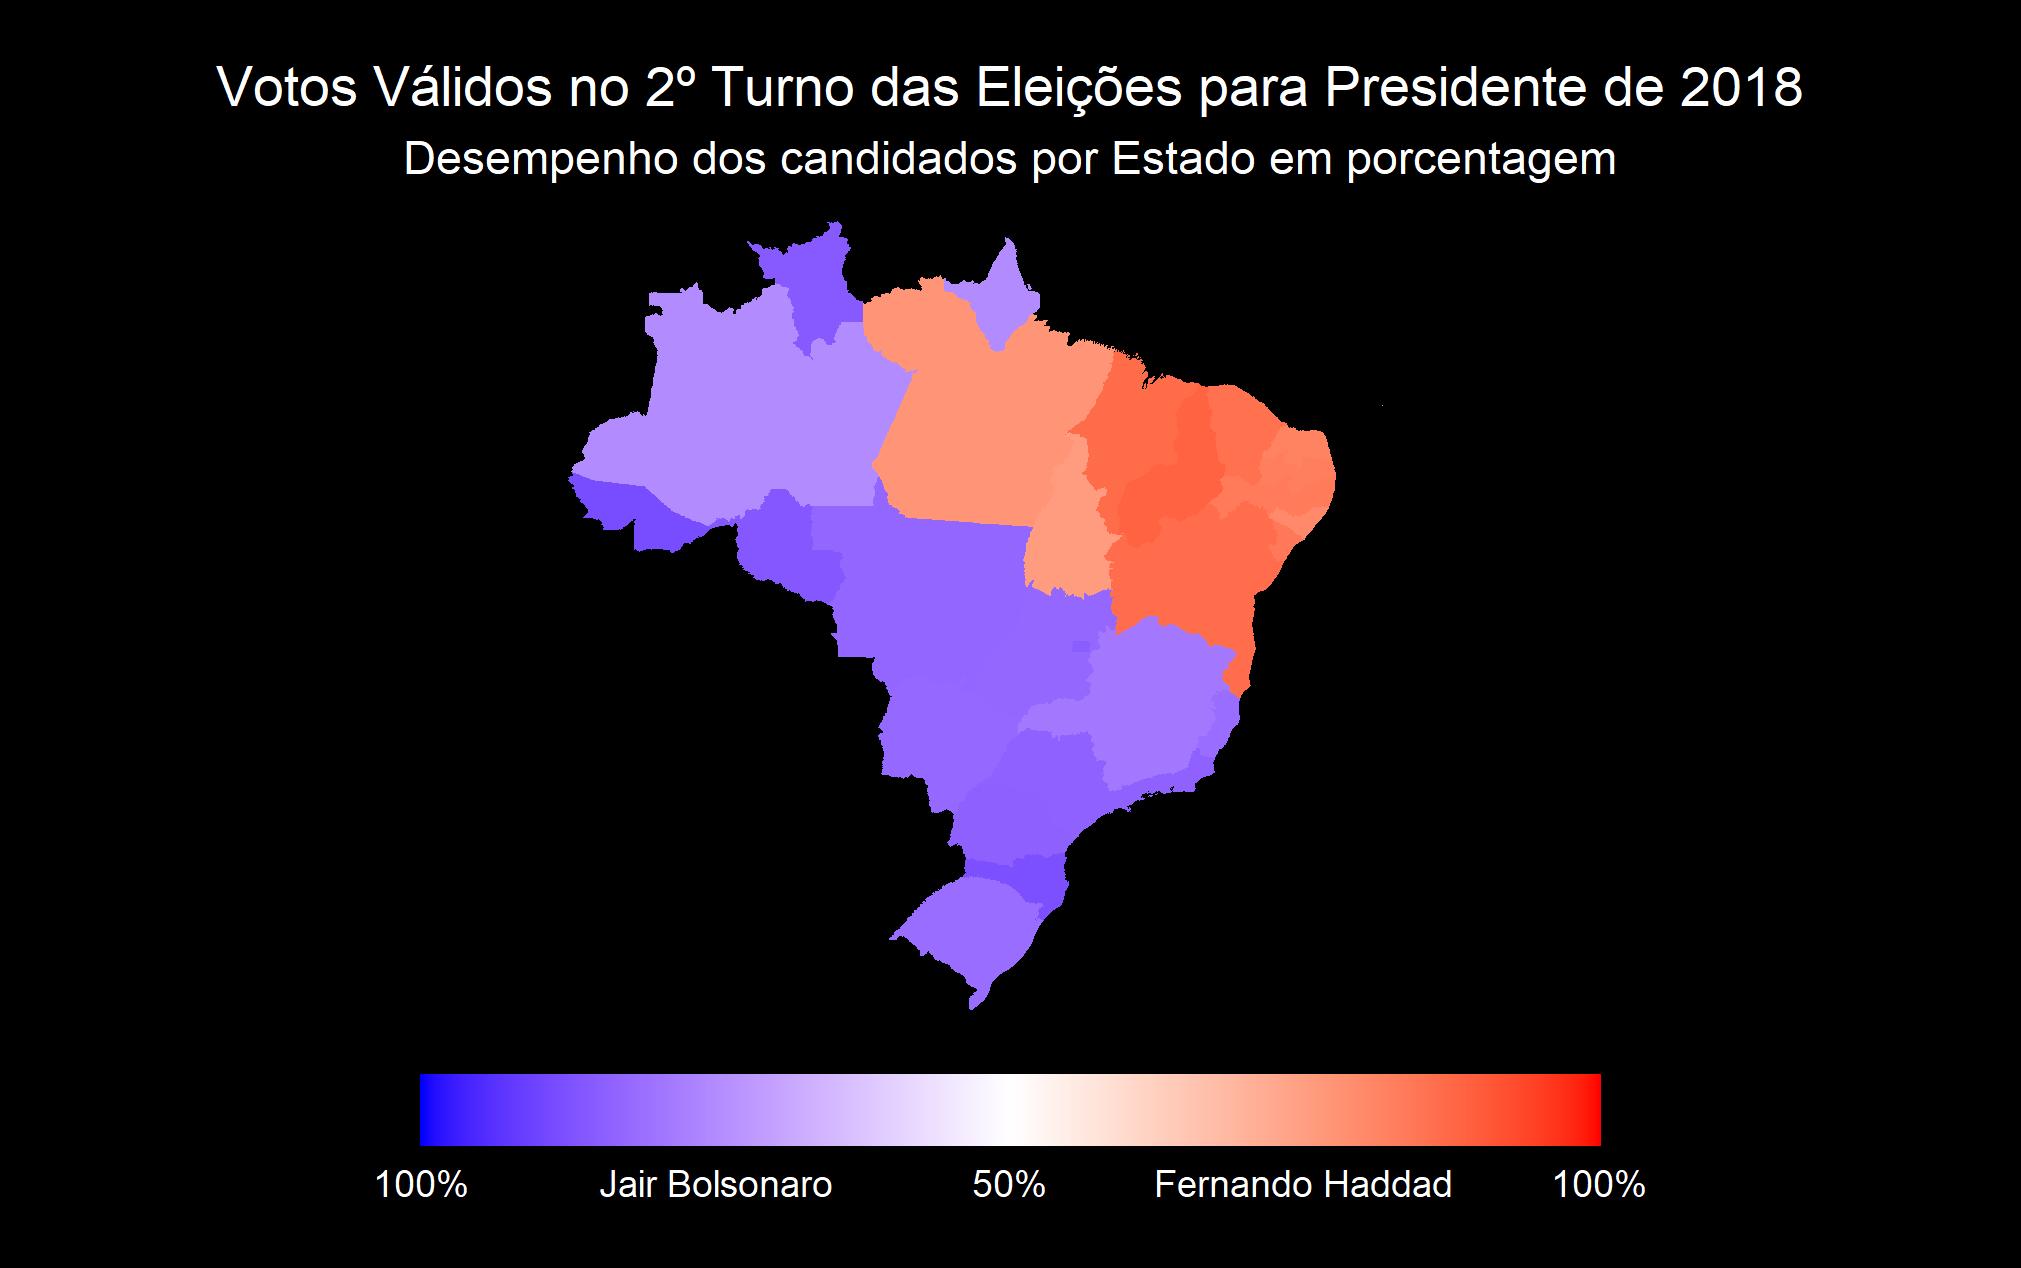 Votos Válidos no 2º Turno das Eleições para Presidente de 2018
Desempenho dos candidados por Estado em porcentagem
100% Jair Bolsonaro 50% Fernando Haddad 100%